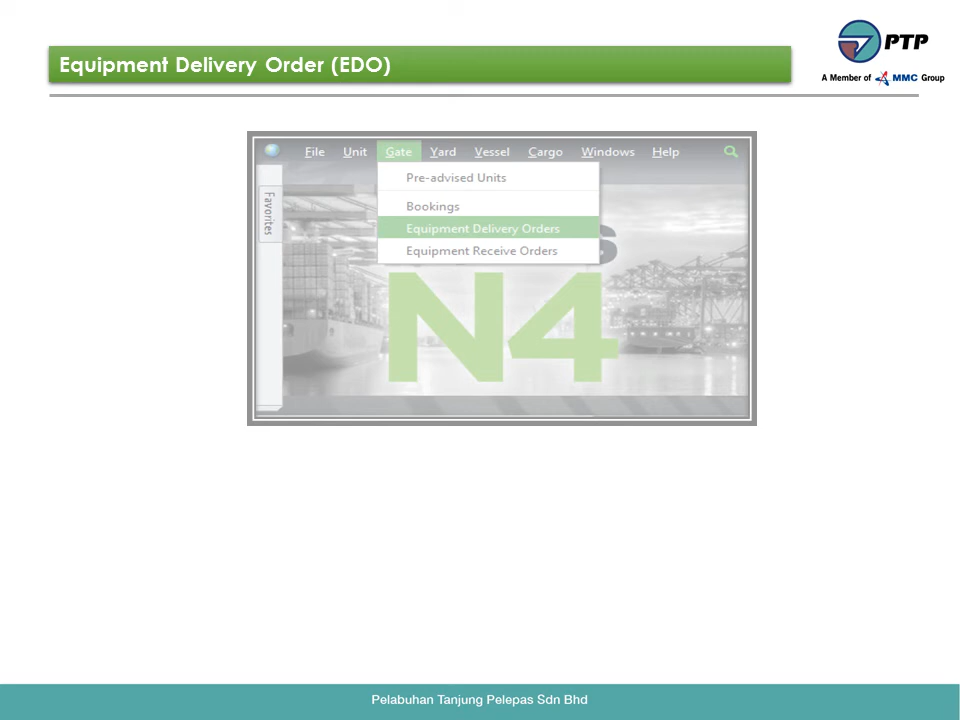 Equipment Delivery Order (EDO)
PTP
A Member of MMC Group
File Unit Gate Yard Vessel Cargo Windows Help
Pre-advised Units
Favorites
Bookings
Equipment Delivery Orders
Equipment Receive Orders
N4
Pelabuhan Tanjung Pelepas Sdn Bhd